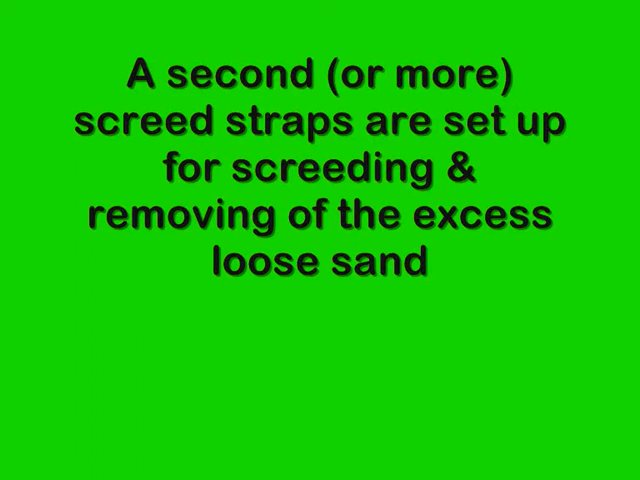 A second (or more)
screed straps are set up
for screeding &
removing of the excess
loose sand